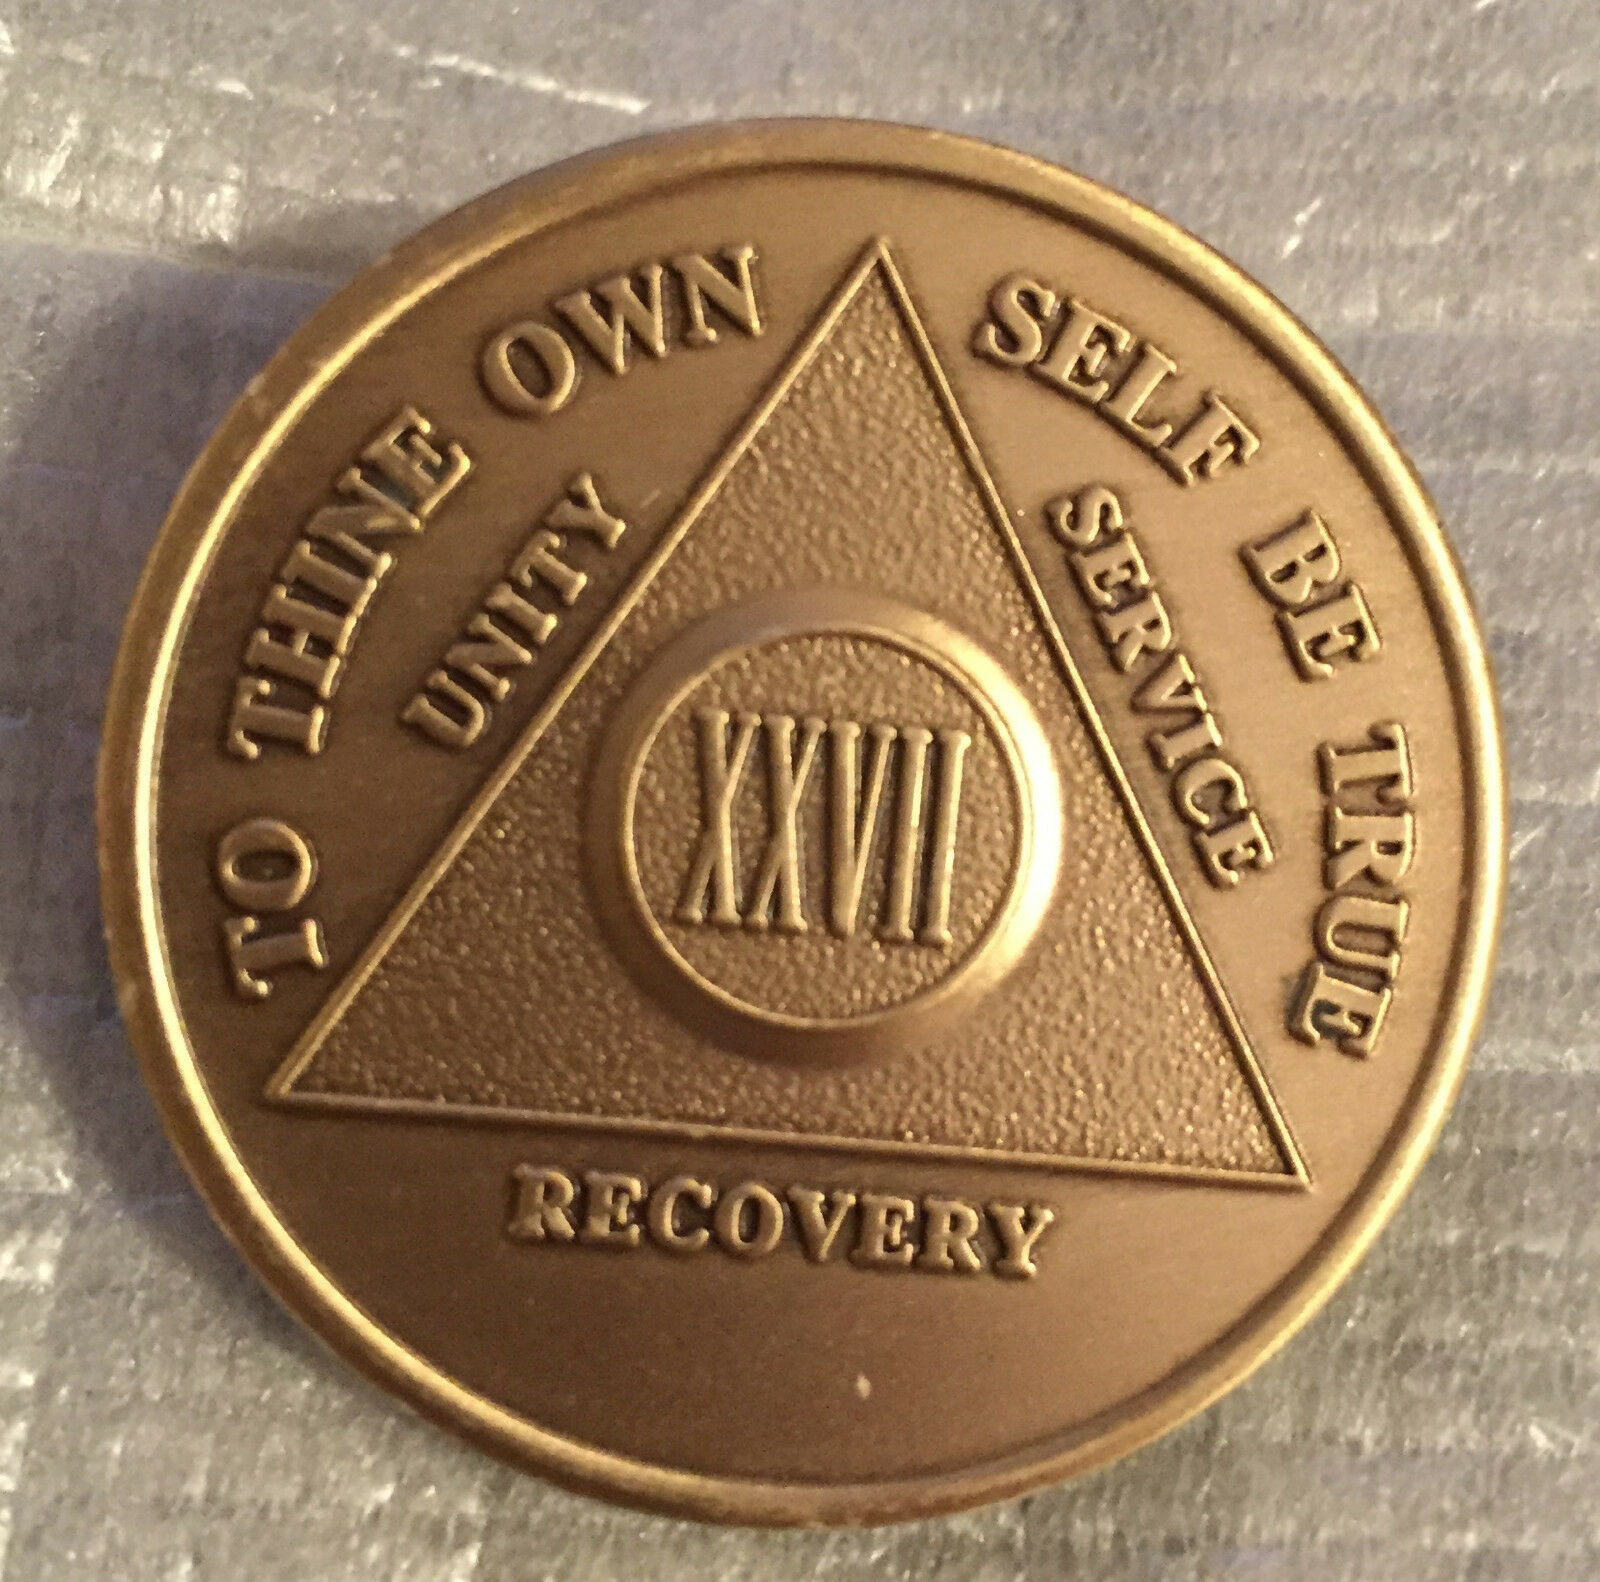 TO THINE OWN SELF BE TRUE
UNITY
SERVICE
XXVII
RECOVERY